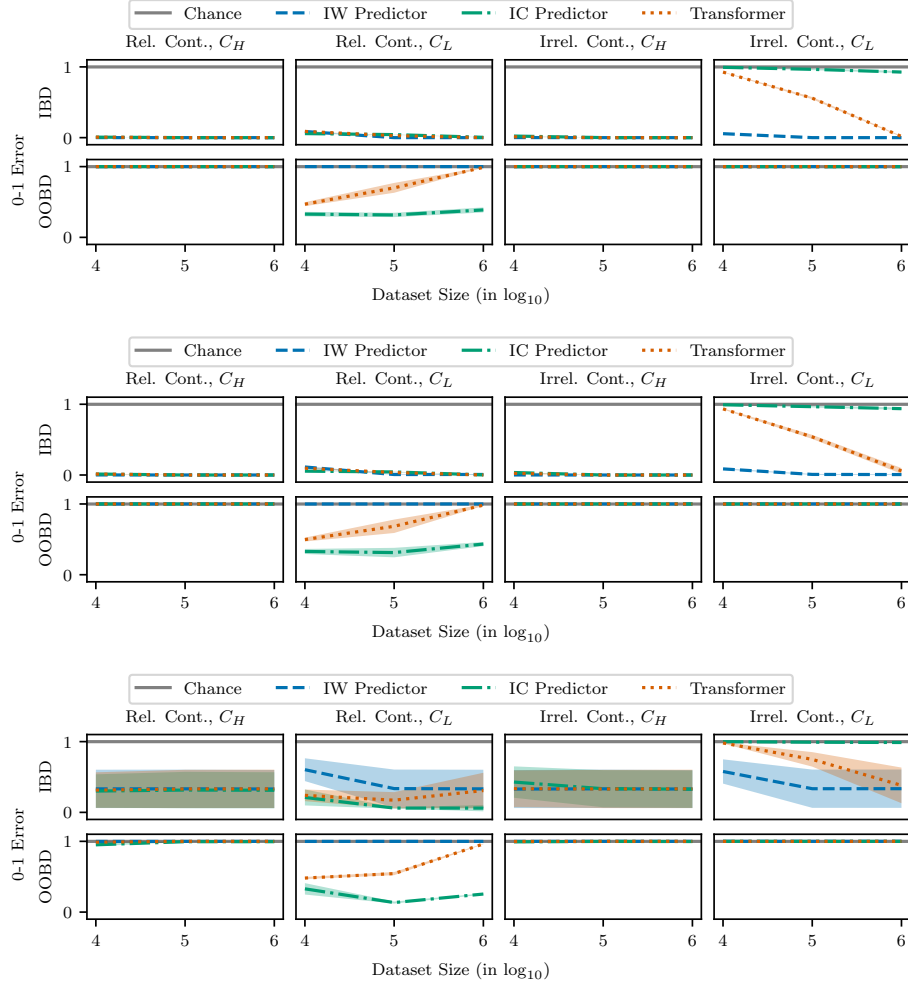 Chance IW Predictor IC Predictor Transformer
Rel. Cont., C_H Rel. Cont., C_L Irrel. Cont., C_H Irrel. Cont., C_L
0-1 Error
IBD
1
0
OOBD
1
0
4 5 6 4 5 6 4 5 6 4 5 6
Dataset Size (in log₁₀)
Chance IW Predictor IC Predictor Transformer
Rel. Cont., C_H Rel. Cont., C_L Irrel. Cont., C_H Irrel. Cont., C_L
0-1 Error
IBD
1
0
OOBD
1
0
4 5 6 4 5 6 4 5 6 4 5 6
Dataset Size (in log₁₀)
Chance IW Predictor IC Predictor Transformer
Rel. Cont., C_H Rel. Cont., C_L Irrel. Cont., C_H Irrel. Cont., C_L
0-1 Error
IBD
1
0
OOBD
1
0
4 5 6 4 5 6 4 5 6 4 5 6
Dataset Size (in log₁₀)